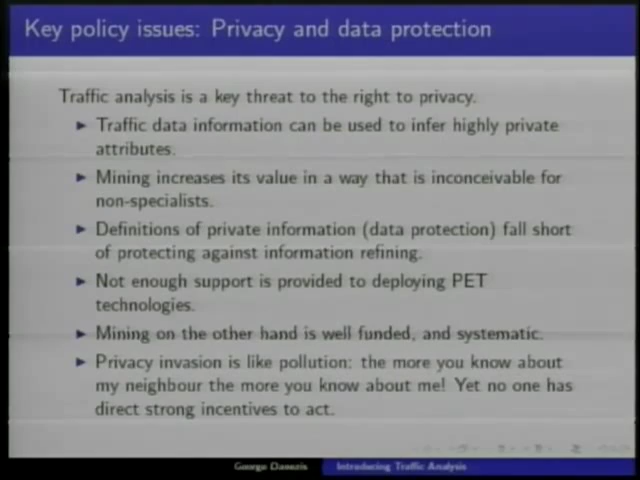 Key policy issues: Privacy and data protection
Traffic analysis is a key threat to the right to privacy.
Traffic data information can be used to infer highly private
attributes.
Mining increases its value in a way that is inconceivable for
non-specialists.
Definitions of private information (data protection) fall short
of protecting against information refining.
Not enough support is provided to deploying PET
technologies.
Mining on the other hand is well funded, and systematic.
Privacy invasion is like pollution: the more you know about
my neighbour the more you know about me! Yet no one has
direct strong incentives to act.
George Danezis
Introducing Traffic Analysis